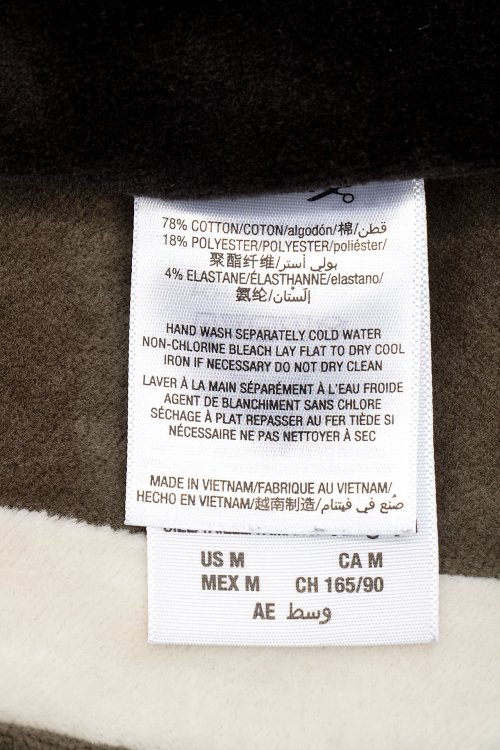 78% COTTON/COTON/algodón/棉/قطن
18% POLYESTER/POLYESTER/poliéster/
聚酯纤维/بولي أستر/
4% ELASTANE/ÉLASTHANNE/elastano/
氨纶/إلَستان
HAND WASH SEPARATELY COLD WATER
NON-CHLORINE BLEACH LAY FLAT TO DRY COOL
IRON IF NECESSARY DO NOT DRY CLEAN
LAVER À LA MAIN SÉPARÉMENT À L'EAU FROIDE
AGENT DE BLANCHIMENT SANS CHLORE
SÉCHAGE À PLAT REPASSER AU FER TIÈDE SI
NÉCESSAIRE NE PAS NETTOYER À SEC
MADE IN VIETNAM/FABRIQUE AU VIETNAM/
HECHO EN VIETNAM/越南制造/صُنع في فيتنام
US M CA M
MEX M CH 165/90
AE وسط